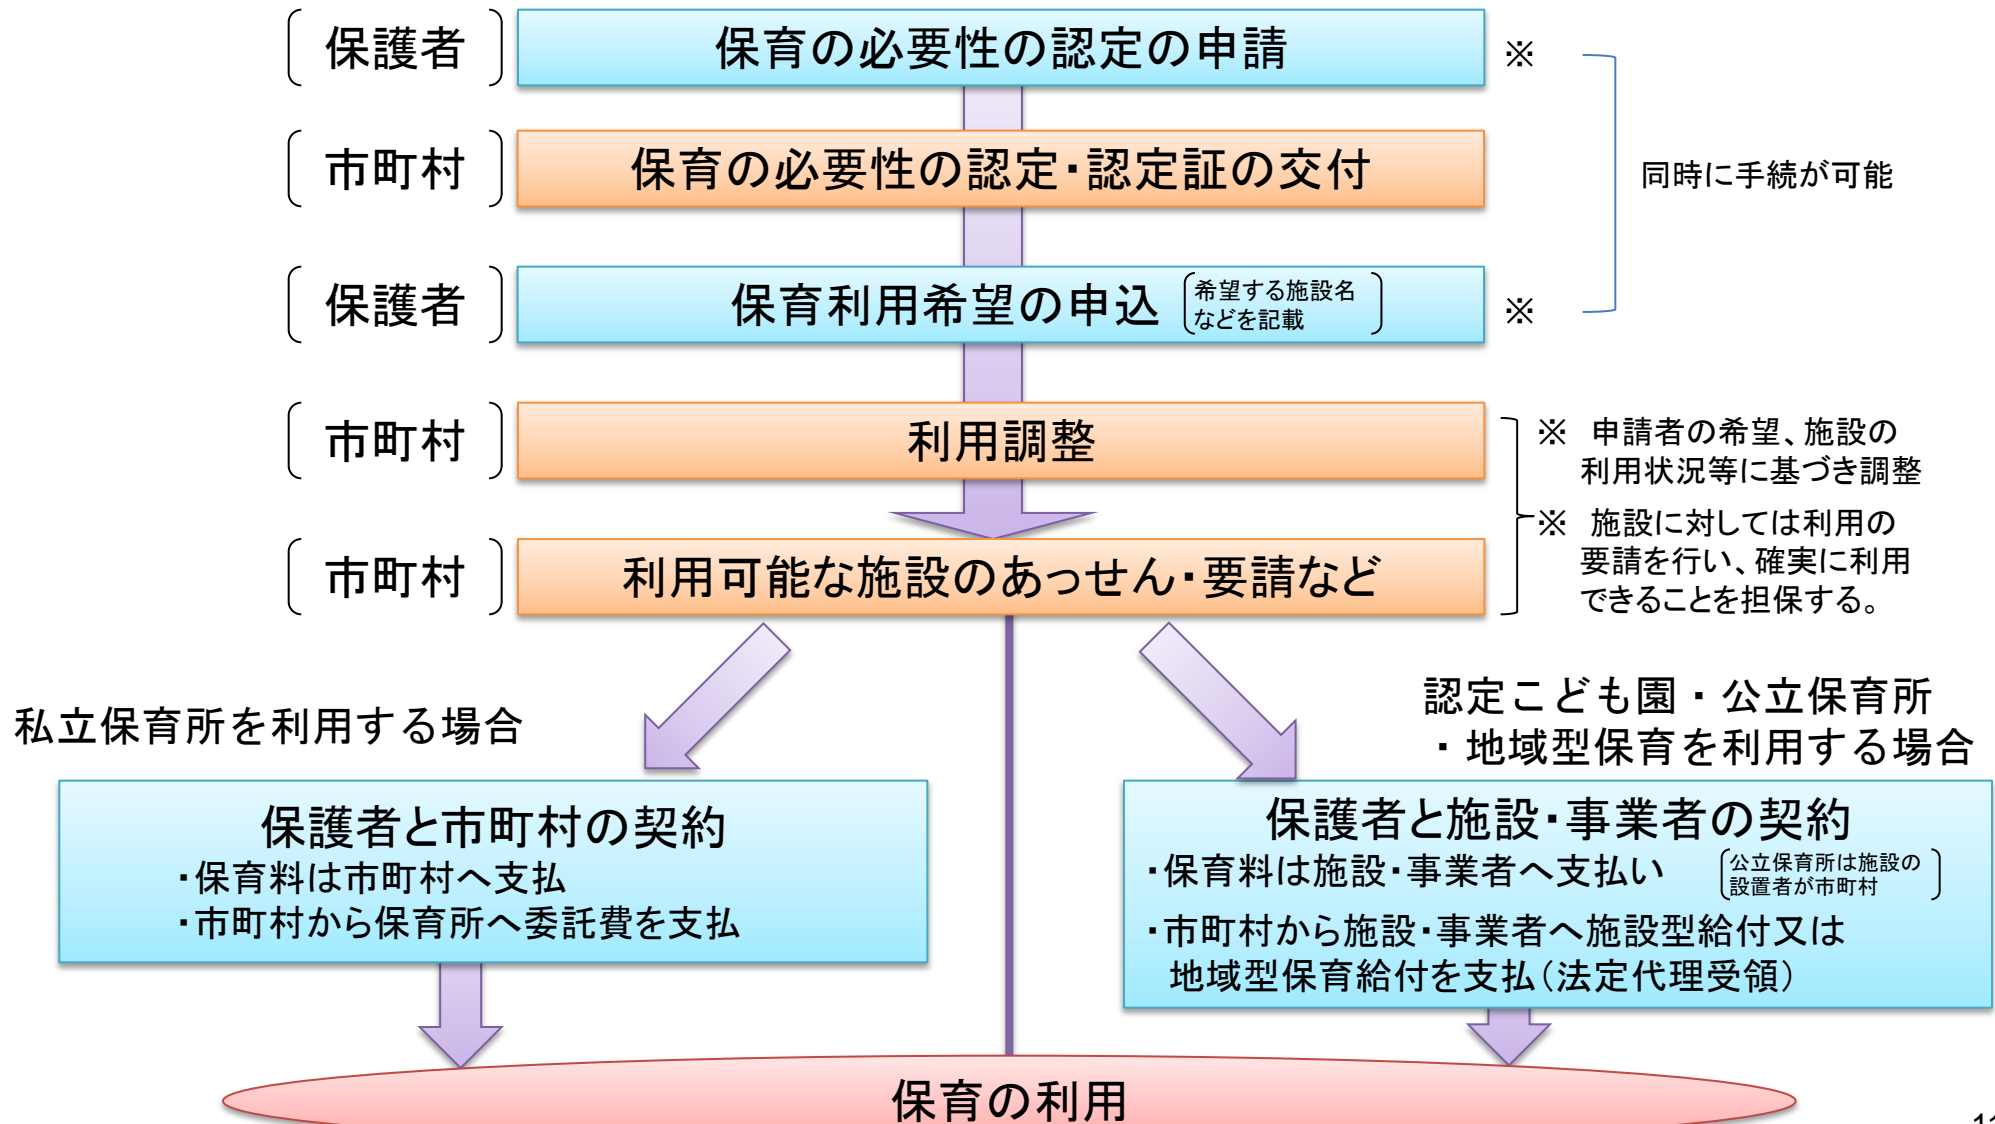 保護者
保育の必要性の認定の申請
※
市町村
保育の必要性の認定・認定証の交付
同時に手続が可能
保護者
保育利用希望の申込
希望する施設名
などを記載
※
市町村
利用調整
※ 申請者の希望、施設の
利用状況等に基づき調整
※ 施設に対しては利用の
要請を行い、確実に利用
できることを担保する。
市町村
利用可能な施設のあっせん・要請など
私立保育所を利用する場合
認定こども園・公立保育所
・地域型保育を利用する場合
保護者と市町村の契約
・保育料は市町村へ支払
・市町村から保育所へ委託費を支払
保護者と施設・事業者の契約
・保育料は施設・事業者へ支払い
公立保育所は施設の
設置者が市町村
・市町村から施設・事業者へ施設型給付又は
地域型保育給付を支払(法定代理受領)
保育の利用